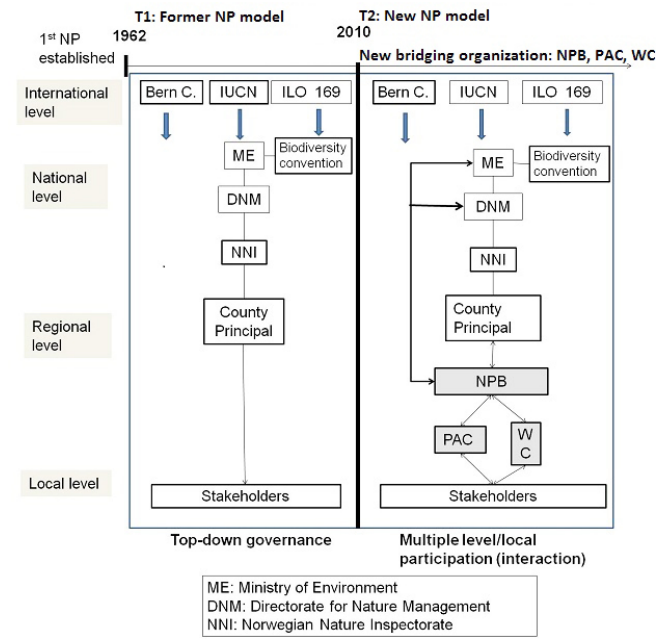 T1: Former NP model
T2: New NP model
1st NP
established
1962
2010
New bridging organization: NPB, PAC, WC
International
level
Bern C.
IUCN
ILO 169
Bern C.
IUCN
ILO 169
National
level
ME
Biodiversity
convention
ME
Biodiversity
convention
DNM
DNM
NNI
NNI
Regional
level
County
Principal
County
Principal
NPB
PAC
W
C
Local level
Stakeholders
Stakeholders
Top-down governance
Multiple level/local
participation (interaction)
ME: Ministry of Environment
DNM: Directorate for Nature Management
NNI: Norwegian Nature Inspectorate